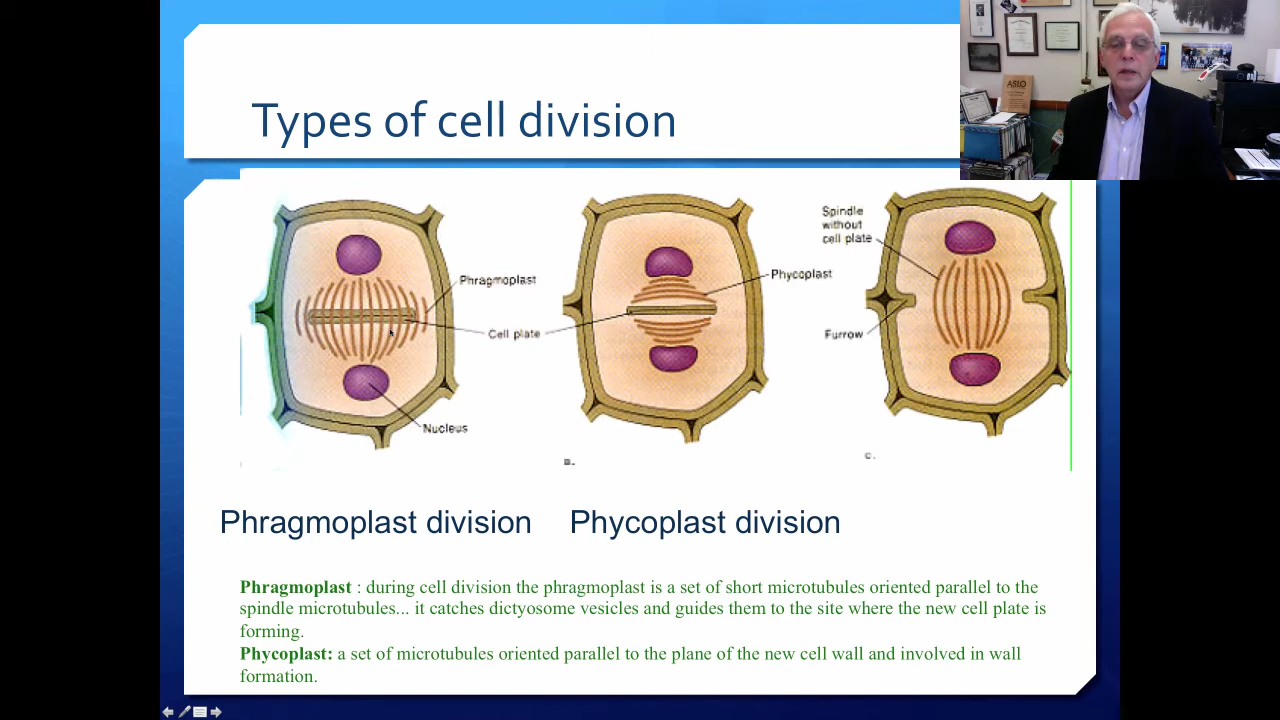 Types of cell division
ASLO
Phragmoplast
Cell plate
Nucleus
Phycoplast
B.
Spindle
without
cell plate
Furrow
C.
Phragmoplast division
Phycoplast division
Phragmoplast : during cell division the phragmoplast is a set of short microtubules oriented parallel to the
spindle microtubules... it catches dictyosome vesicles and guides them to the site where the new cell plate is
forming.
Phycoplast: a set of microtubules oriented parallel to the plane of the new cell wall and involved in wall
formation.